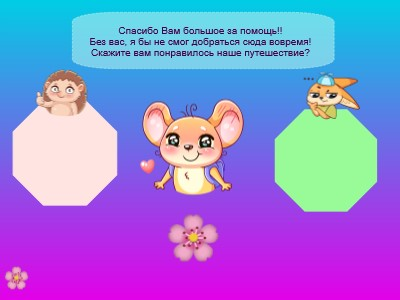 Спасибо Вам большое за помощь!!
Без вас, я бы не смог добраться сюда вовремя!
Скажите вам понравилось наше путешествие?